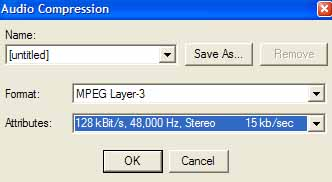 Audio Compression
Name:
[untitled]
Save As...
Remove
Format:
MPEG Layer-3
Attributes:
128 kBit/s, 48,000 Hz, Stereo 15 kb/sec
OK
Cancel